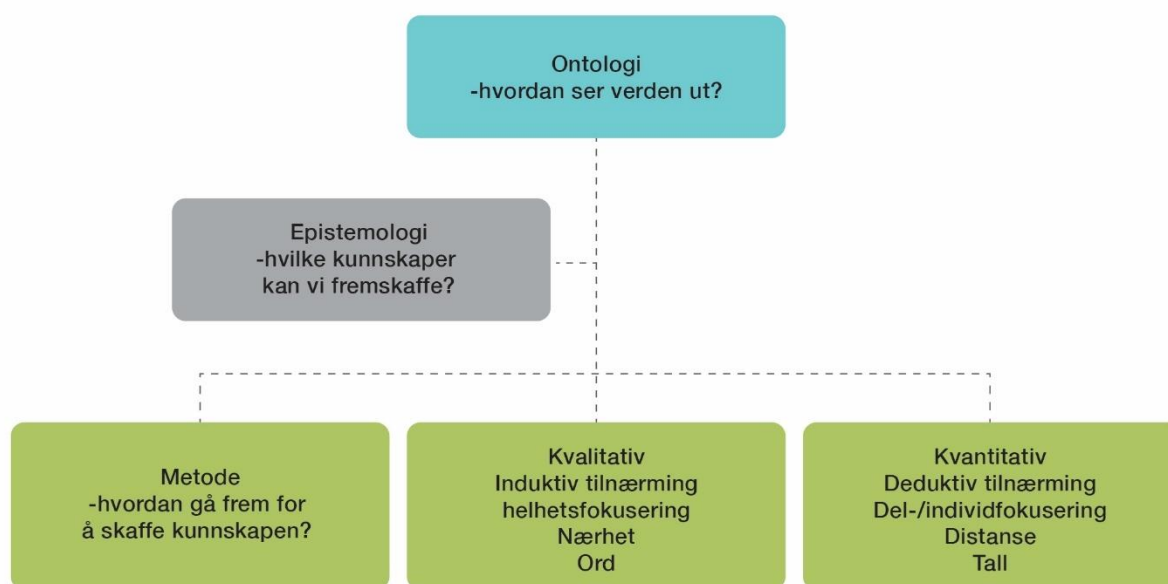 Ontologi
-hvordan ser verden ut?
Epistemologi
-hvilke kunnskaper
kan vi fremskaffe?
Metode
-hvordan gå frem for
å skaffe kunnskapen?
Kvalitativ
Induktiv tilnærming
helhetsfokusering
Nærhet
Ord
Kvantitativ
Deduktiv tilnærming
Del-/individfokusering
Distanse
Tall